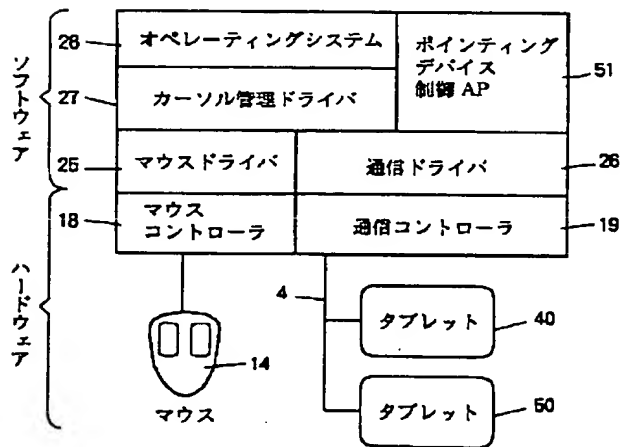 28
オペレーティングシステム
ポインティング
デバイス
制御 AP
51
ソフトウェア
27
カーソル管理ドライバ
25
マウスドライバ
通信ドライバ
26
18
マウス
コントローラ
通信コントローラ
19
ハードウェア
4
タブレット
40
14
マウス
タブレット
50